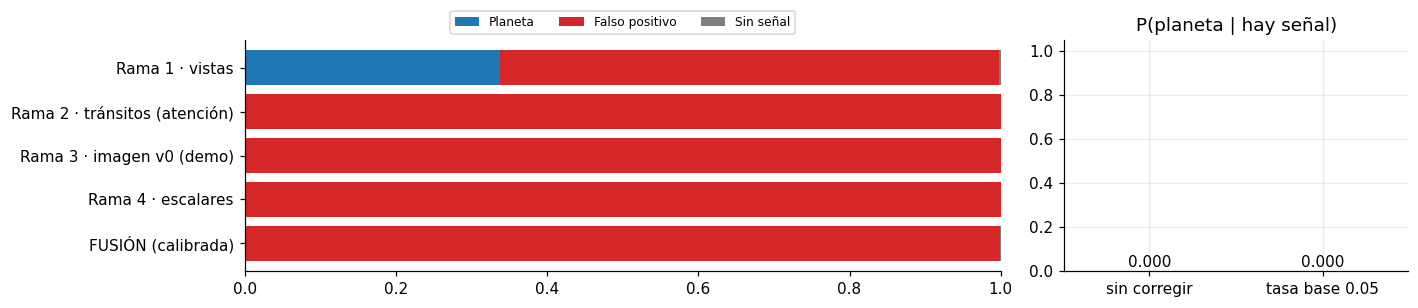 Planeta Falso positivo Sin señal
Rama 1 · vistas
Rama 2 · tránsitos (atención)
Rama 3 · imagen v0 (demo)
Rama 4 · escalares
FUSIÓN (calibrada)
0.0 0.2 0.4 0.6 0.8 1.0
P(planeta | hay señal)
1.0
0.8
0.6
0.4
0.2
0.0
0.000 0.000
sin corregir tasa base 0.05